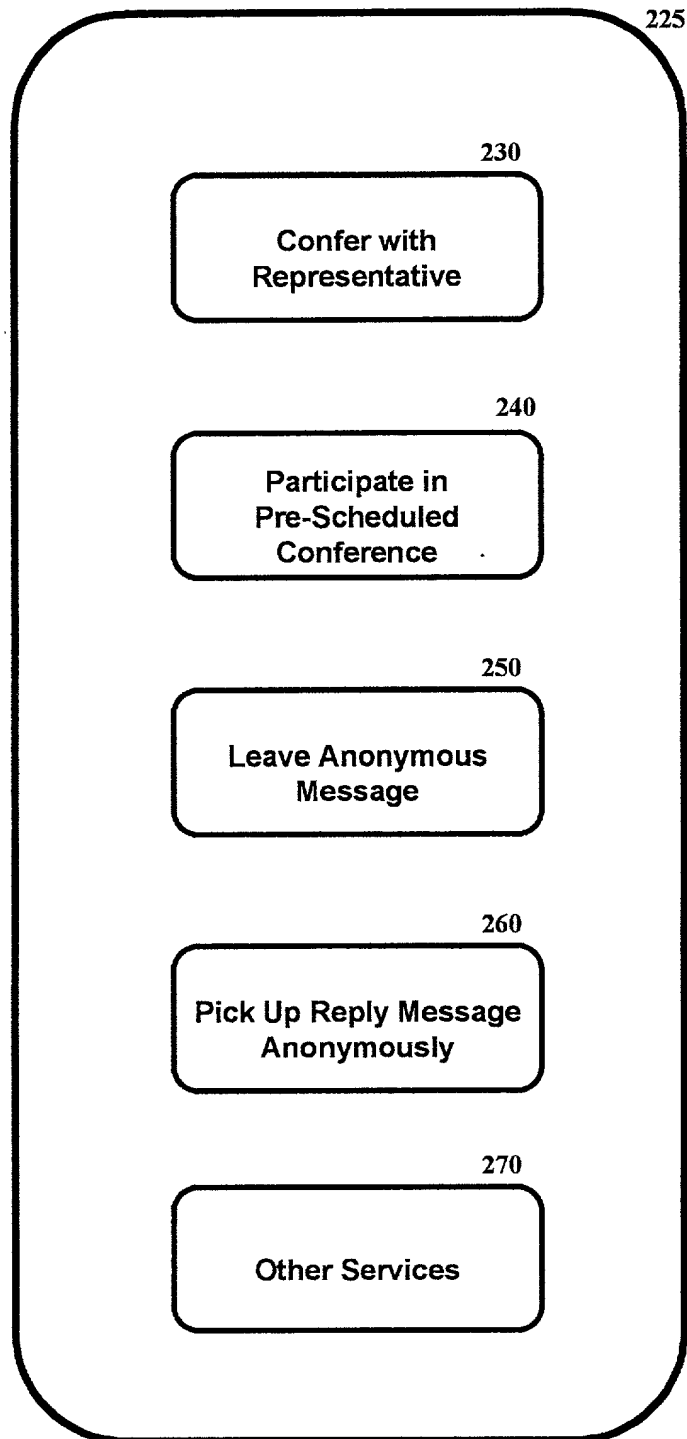 225
230
Confer with
Representative
240
Participate in
Pre-Scheduled
Conference
250
Leave Anonymous
Message
260
Pick Up Reply Message
Anonymously
270
Other Services